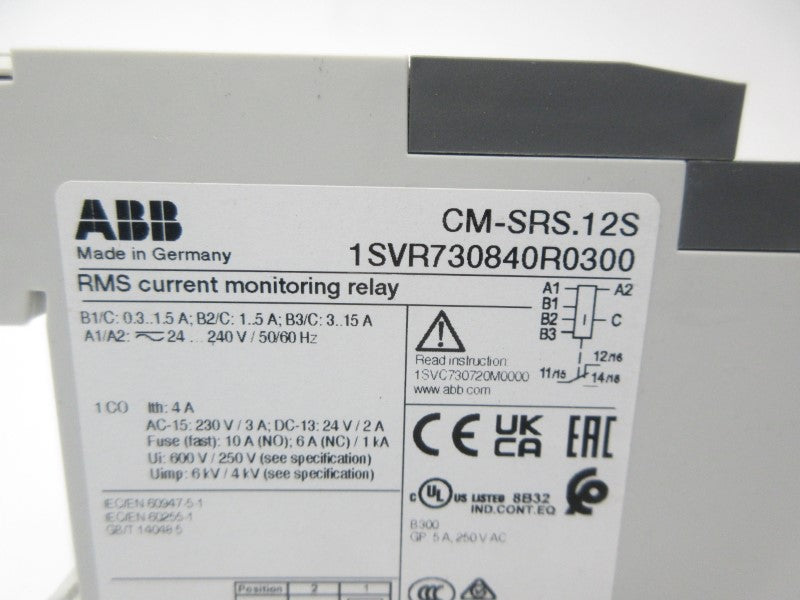 ABB
CM-SRS.12S
Made in Germany
1SVR730840R0300
RMS current monitoring relay
B1/C: 0.3..1.5 A; B2/C: 1..5 A; B3/C: 3..15 A
A1/A2: ⎓ 24 ... 240 V / 50/60 Hz
A1
A2
B1
B2
C
B3
I
12/16
11/15
14/18
Read instruction
1SVC730720M0000
www.abb.com
1 CO
Ith: 4 A
AC-15: 230 V / 3 A; DC-13: 24 V / 2 A
Fuse (fast): 10 A (NO); 6 A (NC) / 1 kA
Ui: 600 V / 250 V (see specification)
Uimp: 6 kV / 4 kV (see specification)
CE
UK
CA
EAC
IEC/EN 60947-5-1
IEC/EN 60255-1
GB/T 14048.5
C UL US LISTED 8B32
IND.CONT.EQ
B300
GP 5 A, 250 V AC
CCC
Position
2
1